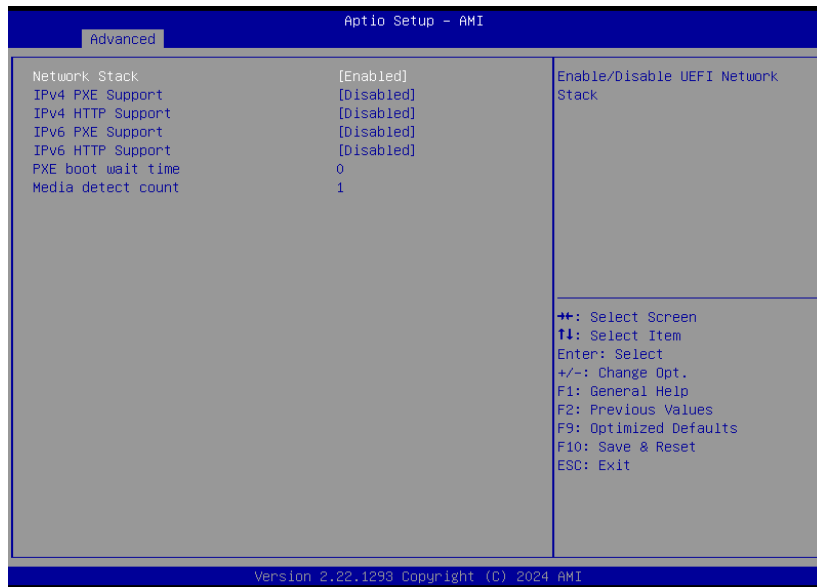 Aptio Setup – AMI
Advanced
Network Stack [Enabled]
IPv4 PXE Support [Disabled]
IPv4 HTTP Support [Disabled]
IPv6 PXE Support [Disabled]
IPv6 HTTP Support [Disabled]
PXE boot wait time 0
Media detect count 1
Enable/Disable UEFI Network
Stack
→←: Select Screen
↑↓: Select Item
Enter: Select
+/-: Change Opt.
F1: General Help
F2: Previous Values
F9: Optimized Defaults
F10: Save & Reset
ESC: Exit
Version 2.22.1293 Copyright (C) 2024 AMI